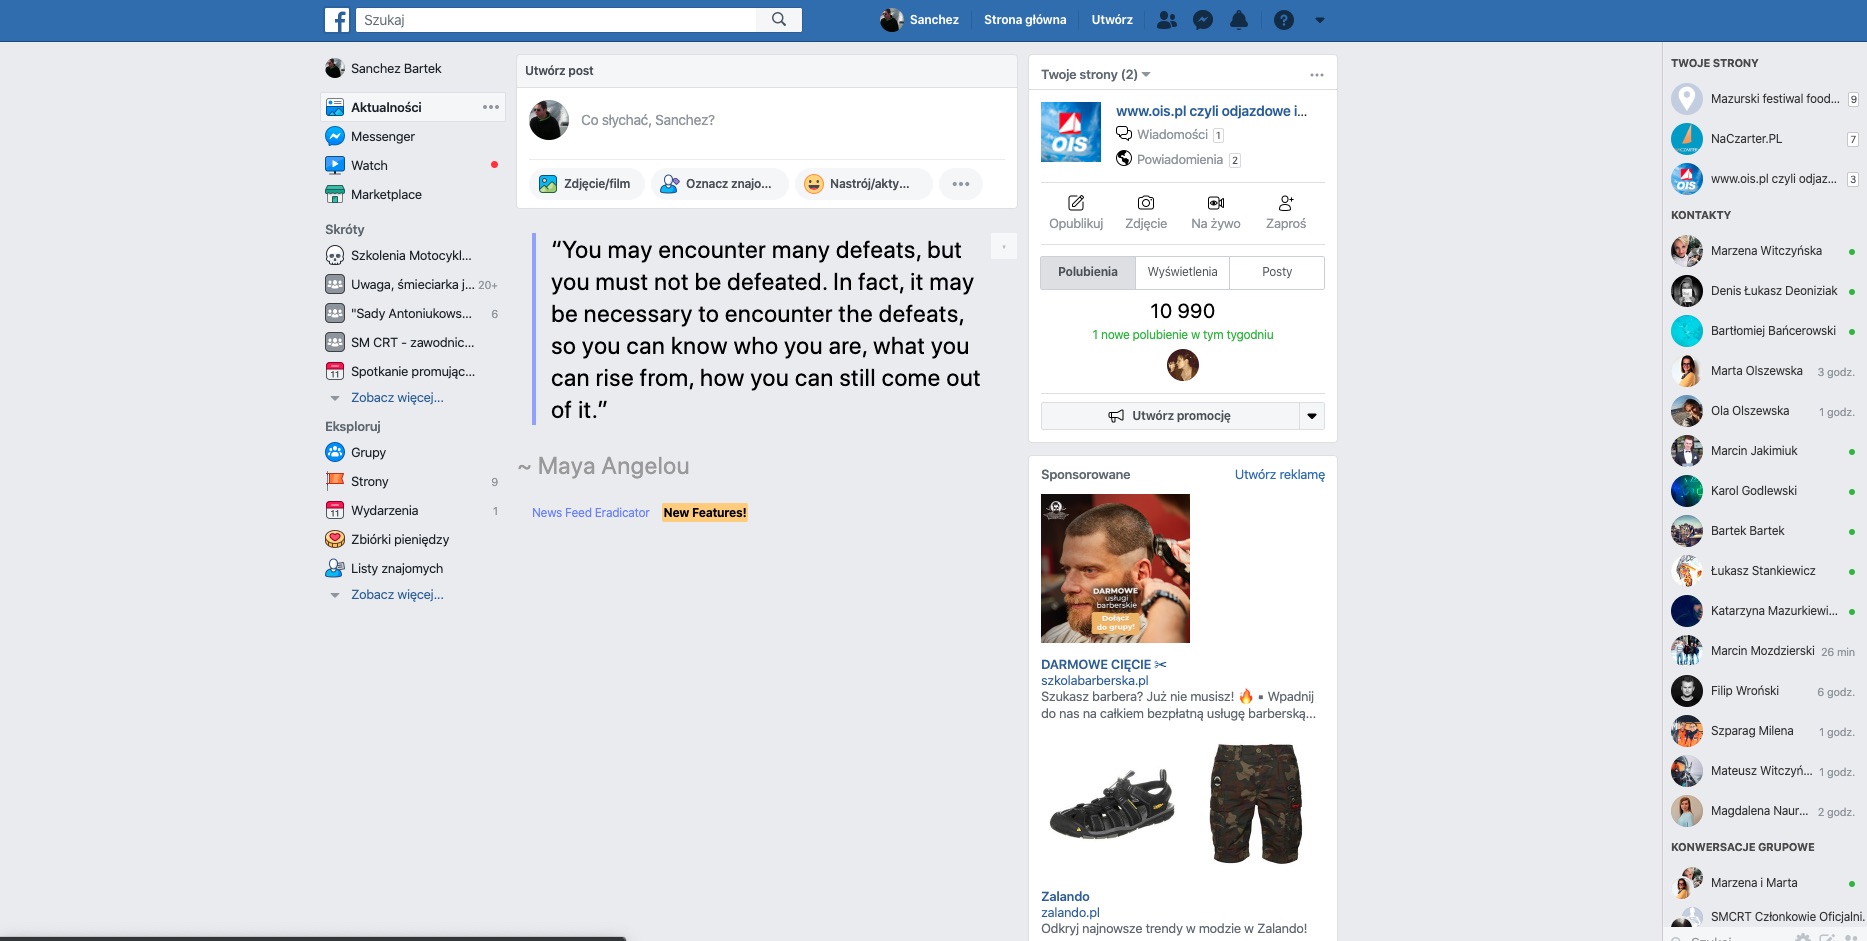 Szukaj
Sanchez
Strona główna
Utwórz
Sanchez Bartek
Aktualności
Messenger
Watch
Marketplace
Skróty
Szkolenia Motocykl...
Uwaga, śmieciarka j... 20+
"Sady Antoniukows... 6
SM CRT - zawodnic...
11 Spotkanie promując...
Zobacz więcej...
Eksploruj
Grupy
Strony 9
11 Wydarzenia 1
Zbiórki pieniędzy
Listy znajomych
Zobacz więcej...
Utwórz post
Co słychać, Sanchez?
Zdjęcie/film
Oznacz znajo...
Nastrój/akty...
“You may encounter many defeats, but
you must not be defeated. In fact, it may
be necessary to encounter the defeats,
so you can know who you are, what you
can rise from, how you can still come out
of it.”
~ Maya Angelou
News Feed Eradicator New Features!
Twoje strony (2)
OIS
www.ois.pl czyli odjazdowe i...
Wiadomości 1
Powiadomienia 2
Opublikuj Zdjęcie Na żywo Zaproś
Polubienia Wyświetlenia Posty
10 990
1 nowe polubienie w tym tygodniu
Utwórz promocję
Sponsorowane Utwórz reklamę
DARMOWE
usługi
barberskie
Dołącz
do grupy!
DARMOWE CIĘCIE ✂
szkolabarberska.pl
Szukasz barbera? Już nie musisz! 🔥 ▪ Wpadnij
do nas na całkiem bezpłatną usługę barberską...
Zalando
zalando.pl
Odkryj najnowsze trendy w modzie w Zalando!
TWOJE STRONY
Mazurski festiwal food... 9
NaCzarter.PL 7
OIS www.ois.pl czyli odjaz... 3
KONTAKTY
Marzena Witczyńska
Denis Łukasz Deoniziak
Bartłomiej Bańcerowski
Marta Olszewska 3 godz.
Ola Olszewska 1 godz.
Marcin Jakimiuk
Karol Godlewski
Bartek Bartek
Łukasz Stankiewicz
Katarzyna Mazurkiewi...
Marcin Mozdzierski 26 min
Filip Wroński 6 godz.
Szparag Milena 1 godz.
Mateusz Witczyń... 1 godz.
Magdalena Naur... 2 godz.
KONWERSACJE GRUPOWE
Marzena i Marta
SMCRT Członkowie Oficjalni.
Szukaj